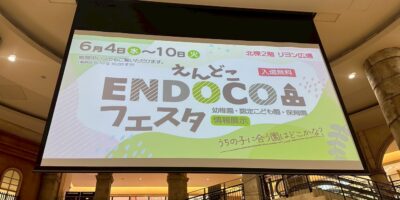 6月4日水〜10日火
北棟2階 リヨン広場
入場無料
えんどこ
ENDOCO
フェスタ
幼稚園・認定こども園・保育園
情報展示
うちの子に合う園はどこかな?